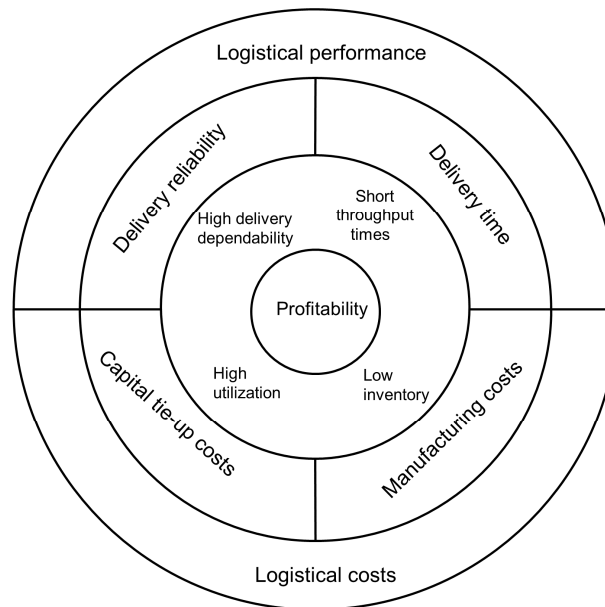 Logistical performance
Delivery reliability
Delivery time
High delivery
dependability
Short
throughput
times
Profitability
High
utilization
Low
inventory
Capital tie-up costs
Manufacturing costs
Logistical costs